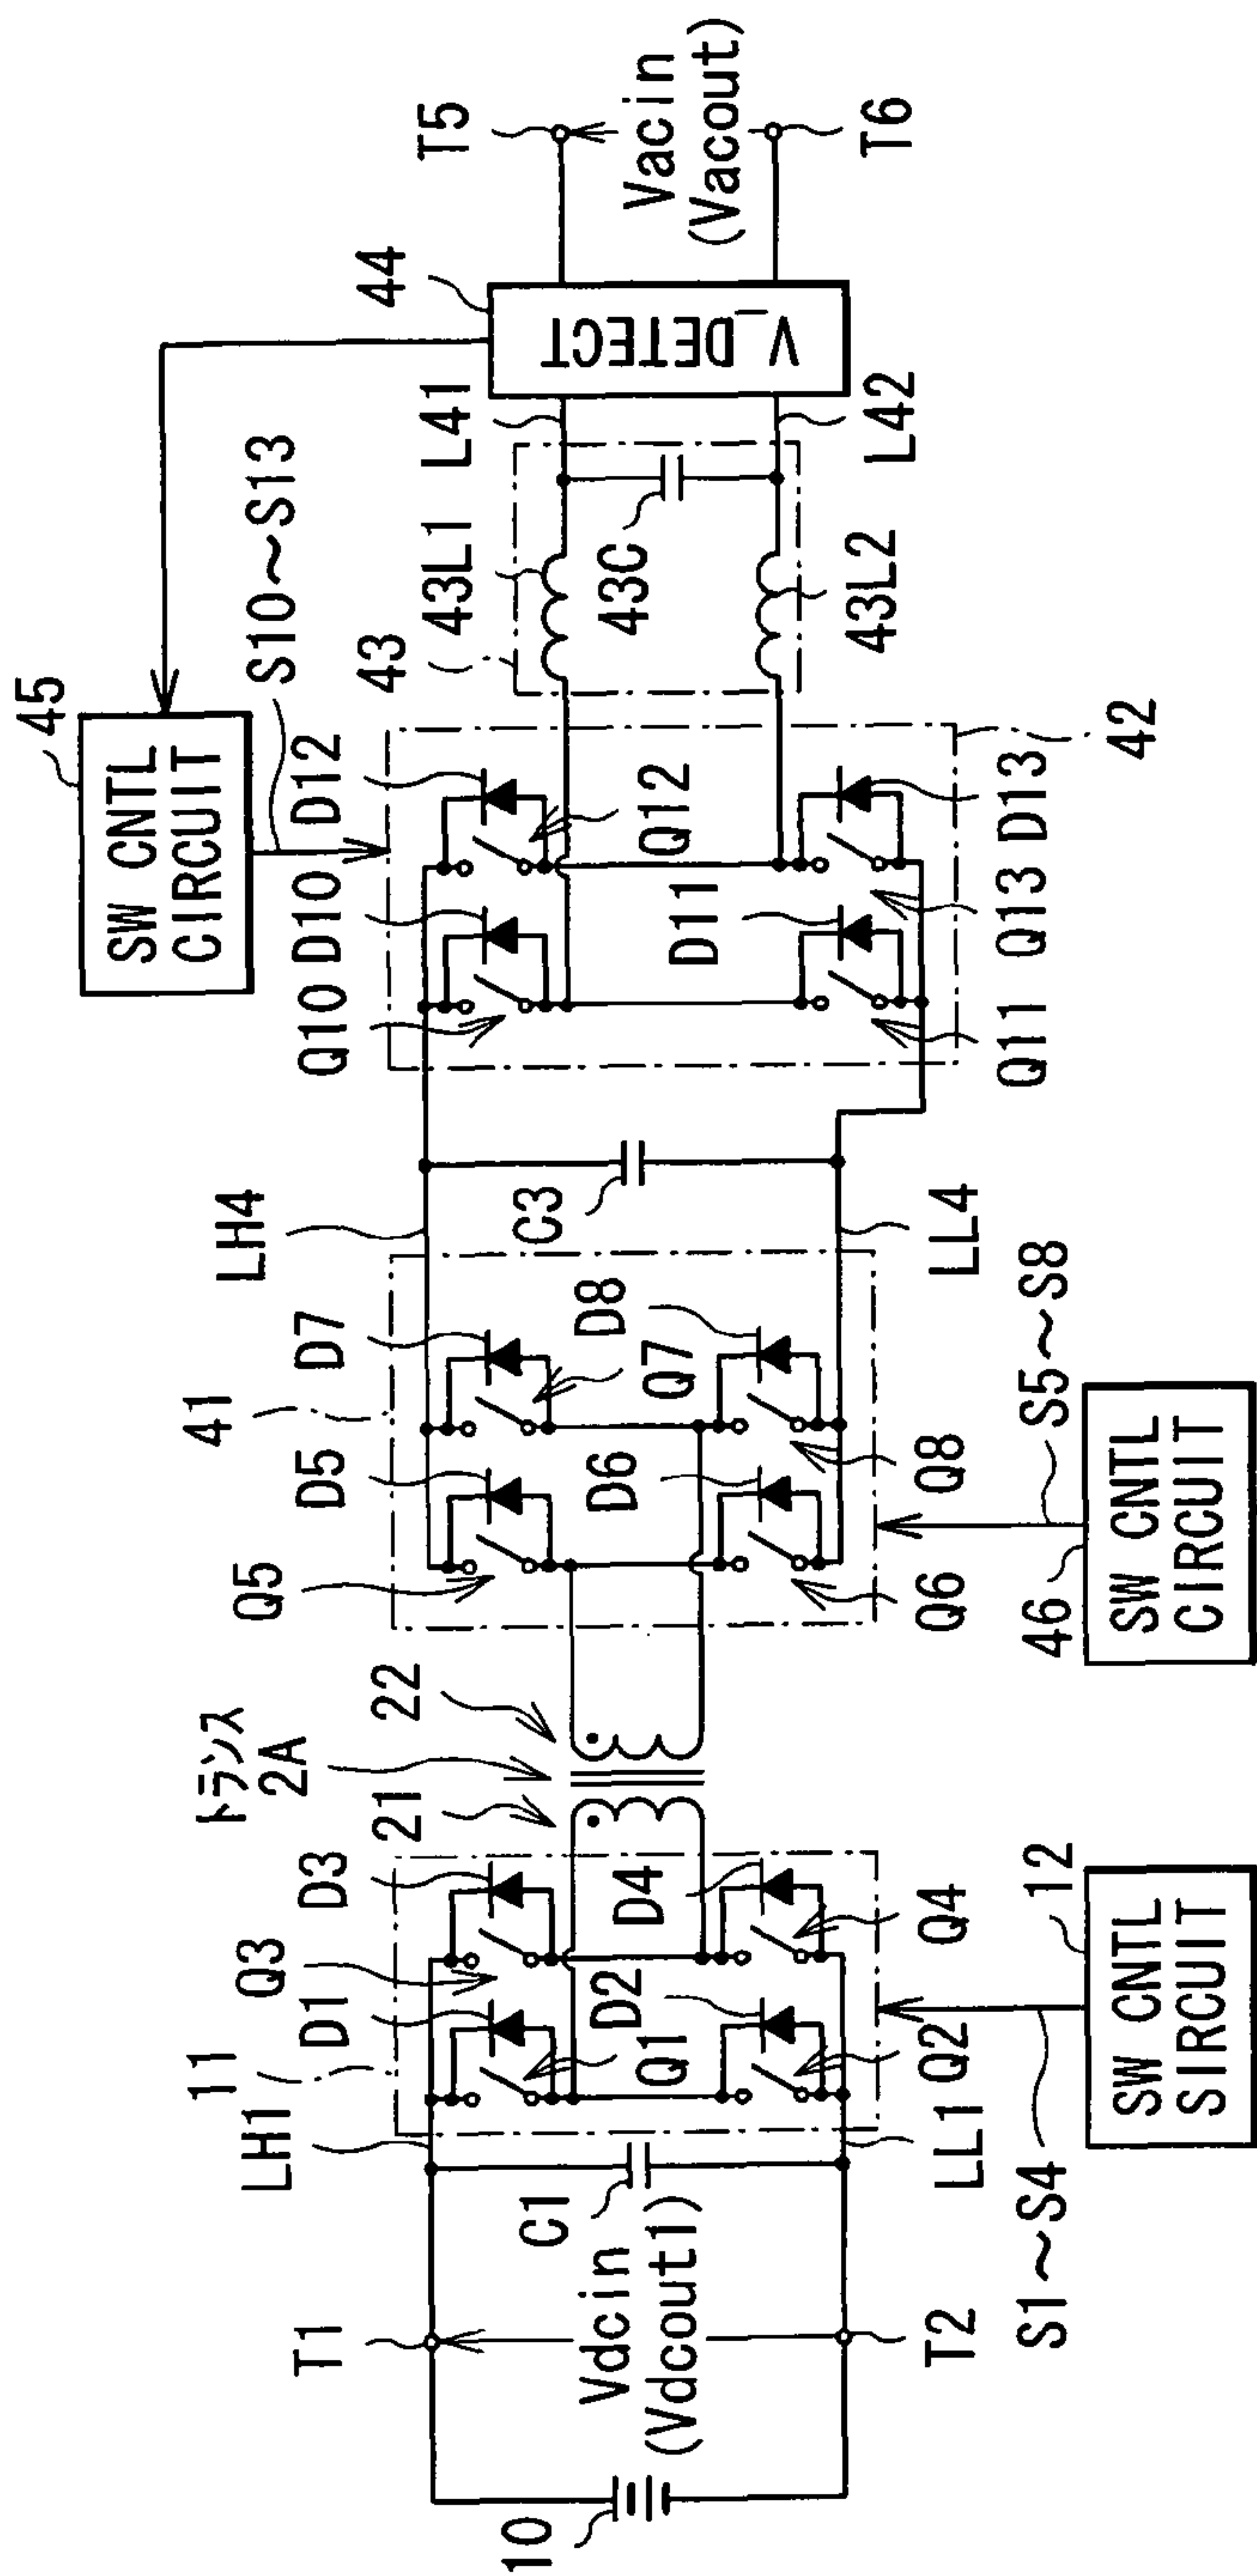 10
T1
Vdcin
(Vdcout1)
T2
C1
LH1
LL1
11
S1~S4
12
SW CNTL
SIRCUIT
Q3
D1
D3
Q1
D2
D4
Q2
Q4
21
トランス
2A
22
Q5
D5
41
D7
Q7
D8
D6
Q6
Q8
46
SW CNTL
CIRCUIT
S5~S8
LH4
C3
LL4
45
SW CNTL
CIRCUIT
S10~S13
Q10
D10
D12
Q12
D11
Q11
Q13
D13
42
43
43L1
43C
43L2
L41
L42
44
V_DETECT
T5
Vacin
(Vacout)
T6